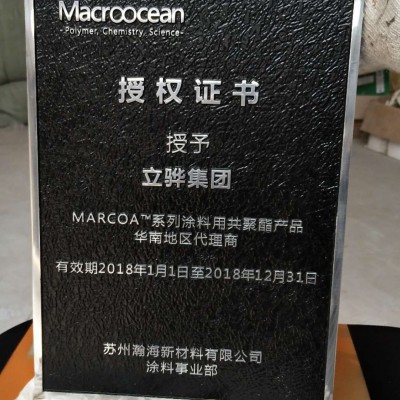 Macroocean
-Polymer, Chemistry, Science-
授权证书
授予
立骅集团
MARCOA™系列涂料用共聚酯产品
华南地区代理商
有效期2018年1月1日至2018年12月31日
苏州瀚海新材料有限公司
涂料事业部